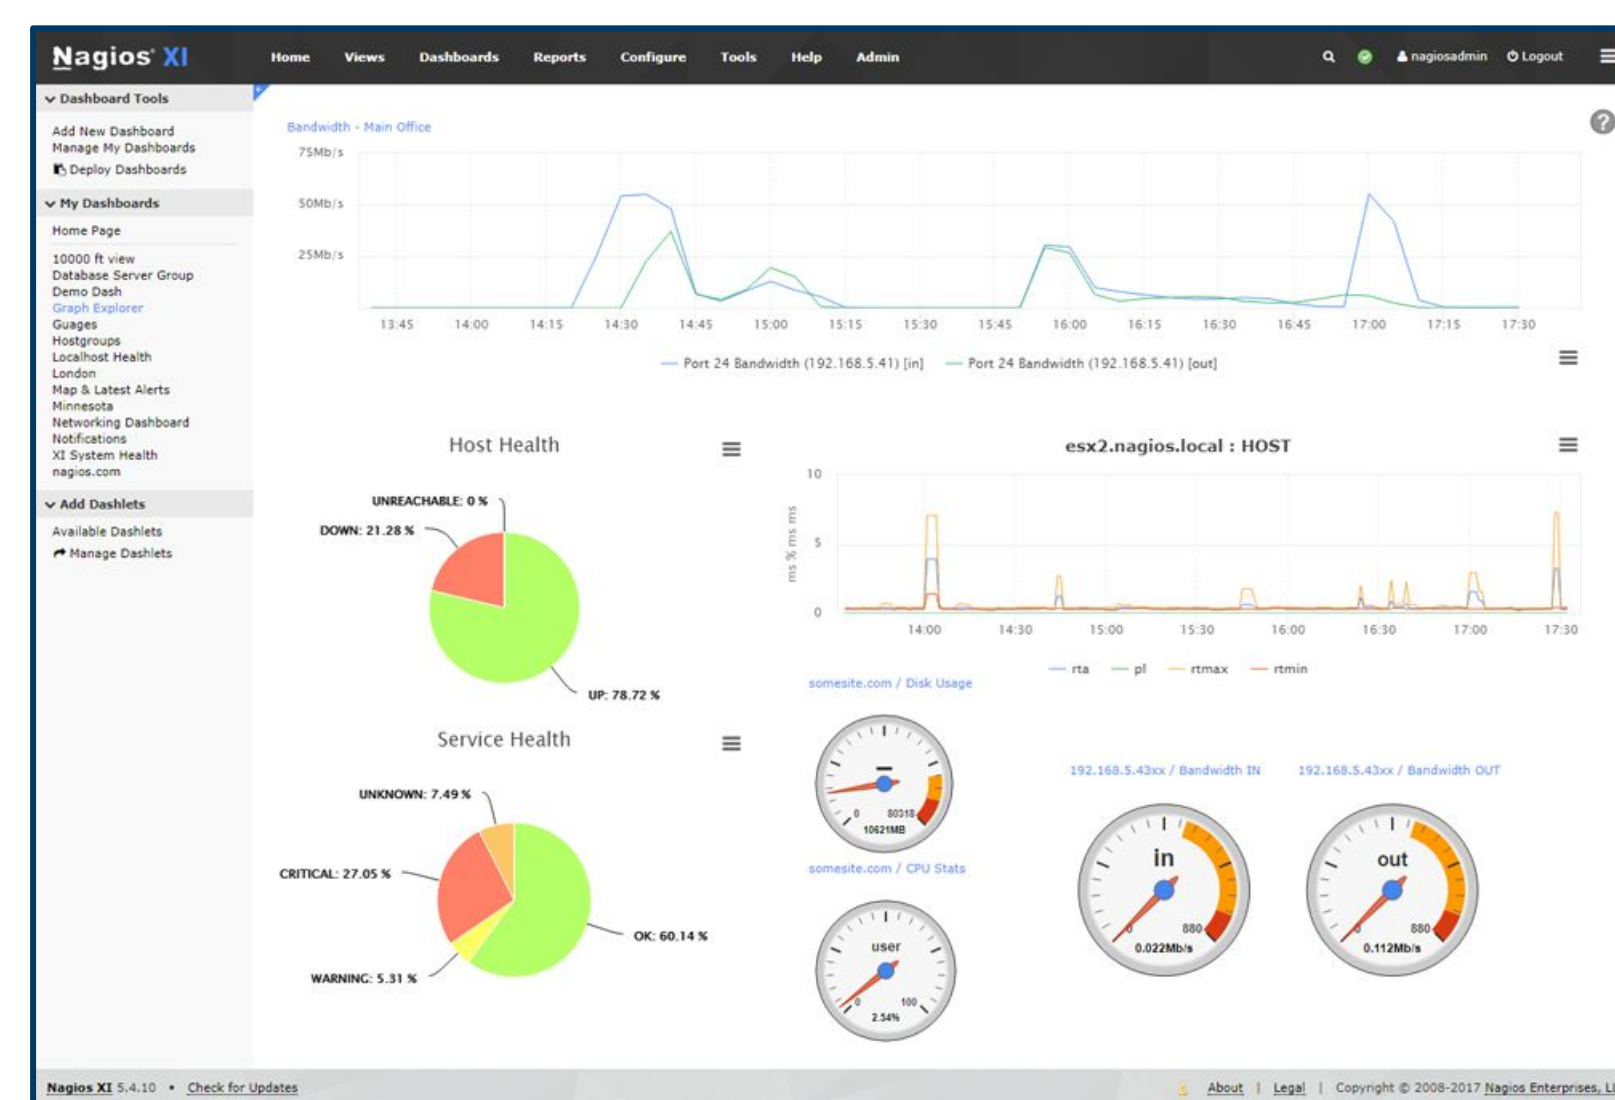 Nagios® XI
Home Views Dashboards Reports Configure Tools Help Admin nagiosadmin Logout
Dashboard Tools
Add New Dashboard
Manage My Dashboards
Deploy Dashboards
My Dashboards
Home Page
10000 ft view
Database Server Group
Demo Dash
Graph Explorer
Guages
Hostgroups
Localhost Health
London
Map & Latest Alerts
Minnesota
Networking Dashboard
Notifications
XI System Health
nagios.com
Add Dashlets
Available Dashlets
Manage Dashlets
Bandwidth - Main Office
75Mb/s
50Mb/s
25Mb/s
13:45 14:00 14:15 14:30 14:45 15:00 15:15 15:30 15:45 16:00 16:15 16:30 16:45 17:00 17:15 17:30
Port 24 Bandwidth (192.168.5.41) [in] Port 24 Bandwidth (192.168.5.41) [out]
Host Health
UNREACHABLE: 0 %
DOWN: 21.28 %
UP: 78.72 %
esx2.nagios.local : HOST
10
5
0
ms % ms ms
14:00 14:30 15:00 15:30 16:00 16:30 17:00 17:30
rta pl rtmax rtmin
Service Health
UNKNOWN: 7.49 %
CRITICAL: 27.05 %
OK: 60.14 %
WARNING: 5.31 %
somesite.com / Disk Usage
0 80318
10621MB
somesite.com / CPU Stats
user
0 100
2.54%
192.168.5.43xx / Bandwidth IN
in
0 880
0.022Mb/s
192.168.5.43xx / Bandwidth OUT
out
0 880
0.112Mb/s
Nagios XI 5.4.10 • Check for Updates
About | Legal | Copyright © 2008-2017 Nagios Enterprises, LL